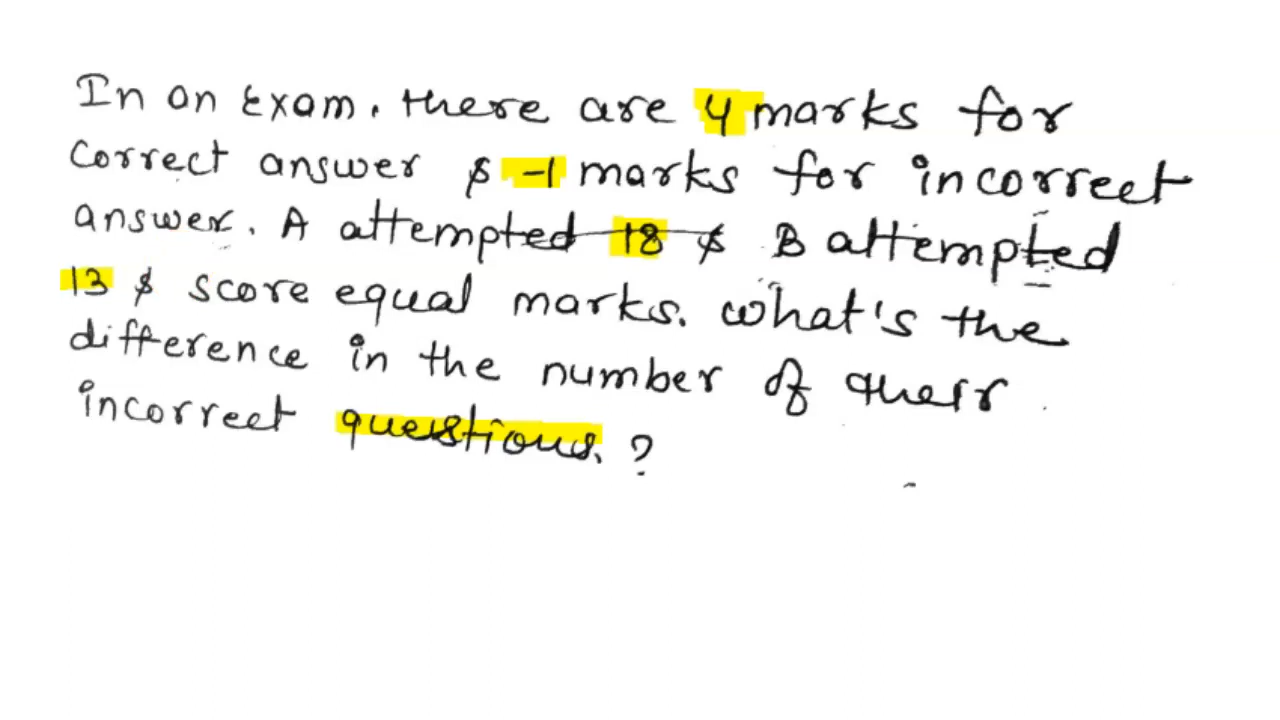 In an Exam. there are 4 marks for
correct answer & -1 marks for incorrect
answer. A attempted 18 & B attempted
13 & score equal marks. What's the
difference in the number of their
incorrect questions. ?